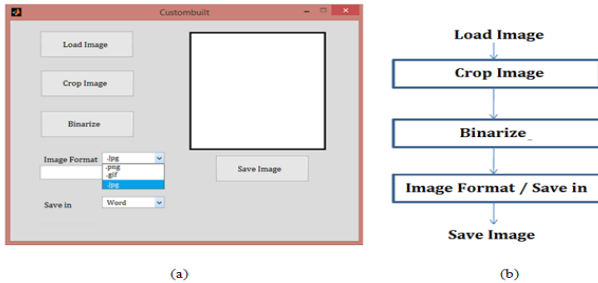 Custombuilt
Load Image
Crop Image
Binarize
Image Format .jpg
.png
.gif
.jpg
Save in Word
Save Image
(a)
Load Image
Crop Image
Binarize_
Image Format / Save in
Save Image
(b)